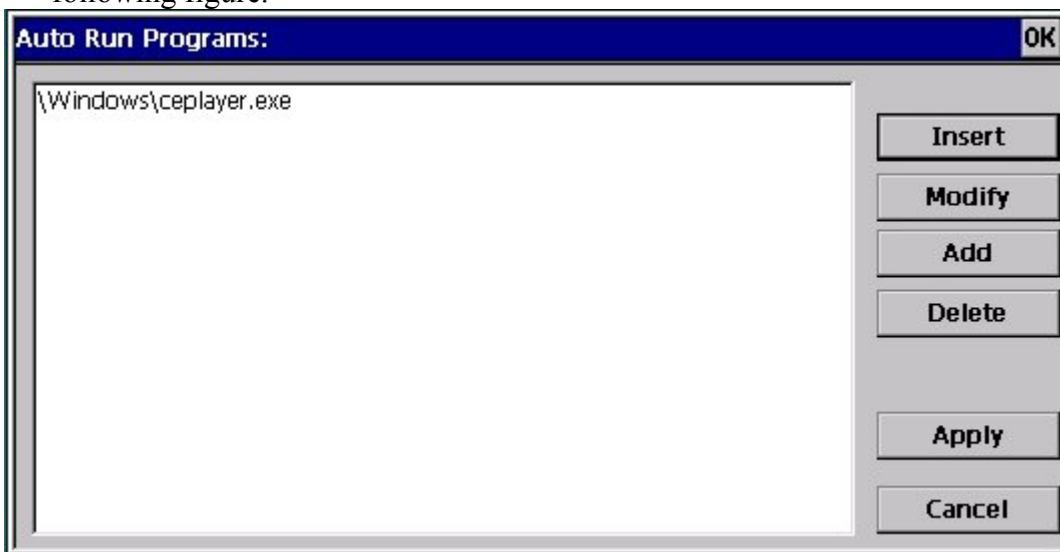 following figure.
Auto Run Programs:
OK
\Windows\ceplayer.exe
Insert
Modify
Add
Delete
Apply
Cancel